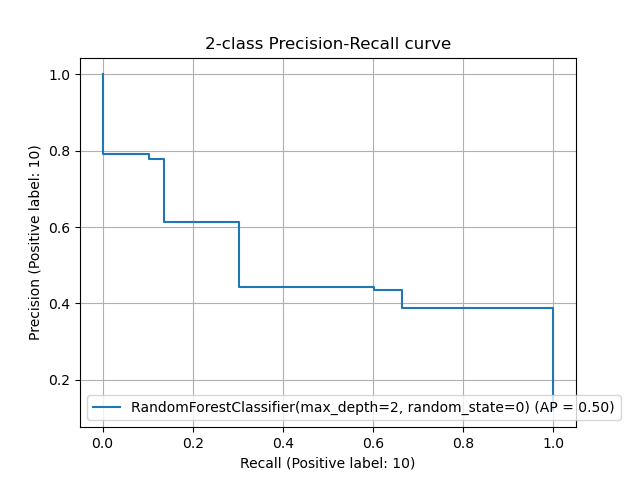 2-class Precision-Recall curve
1.0
0.8
0.6
0.4
0.2
Precision (Positive label: 10)
RandomForestClassifier(max_depth=2, random_state=0) (AP = 0.50)
0.0 0.2 0.4 0.6 0.8 1.0
Recall (Positive label: 10)